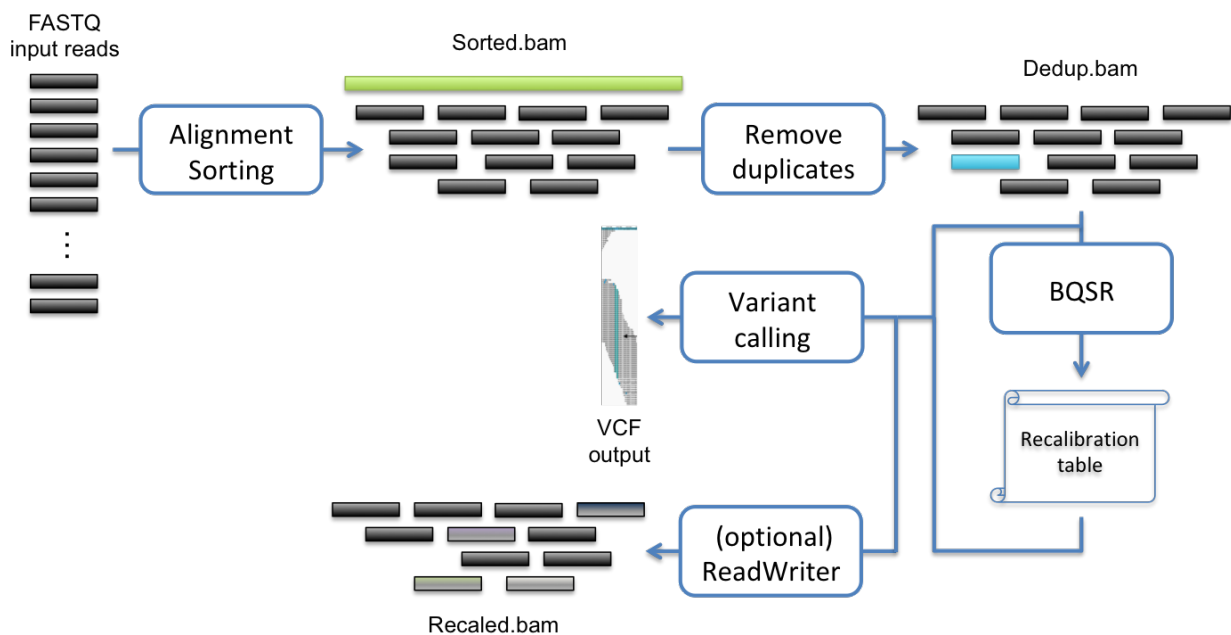 FASTQ
input reads
Sorted.bam
Dedup.bam
Alignment
Sorting
Remove
duplicates
BQSR
Variant
calling
Recalibration
table
VCF
output
(optional)
ReadWriter
Recaled.bam